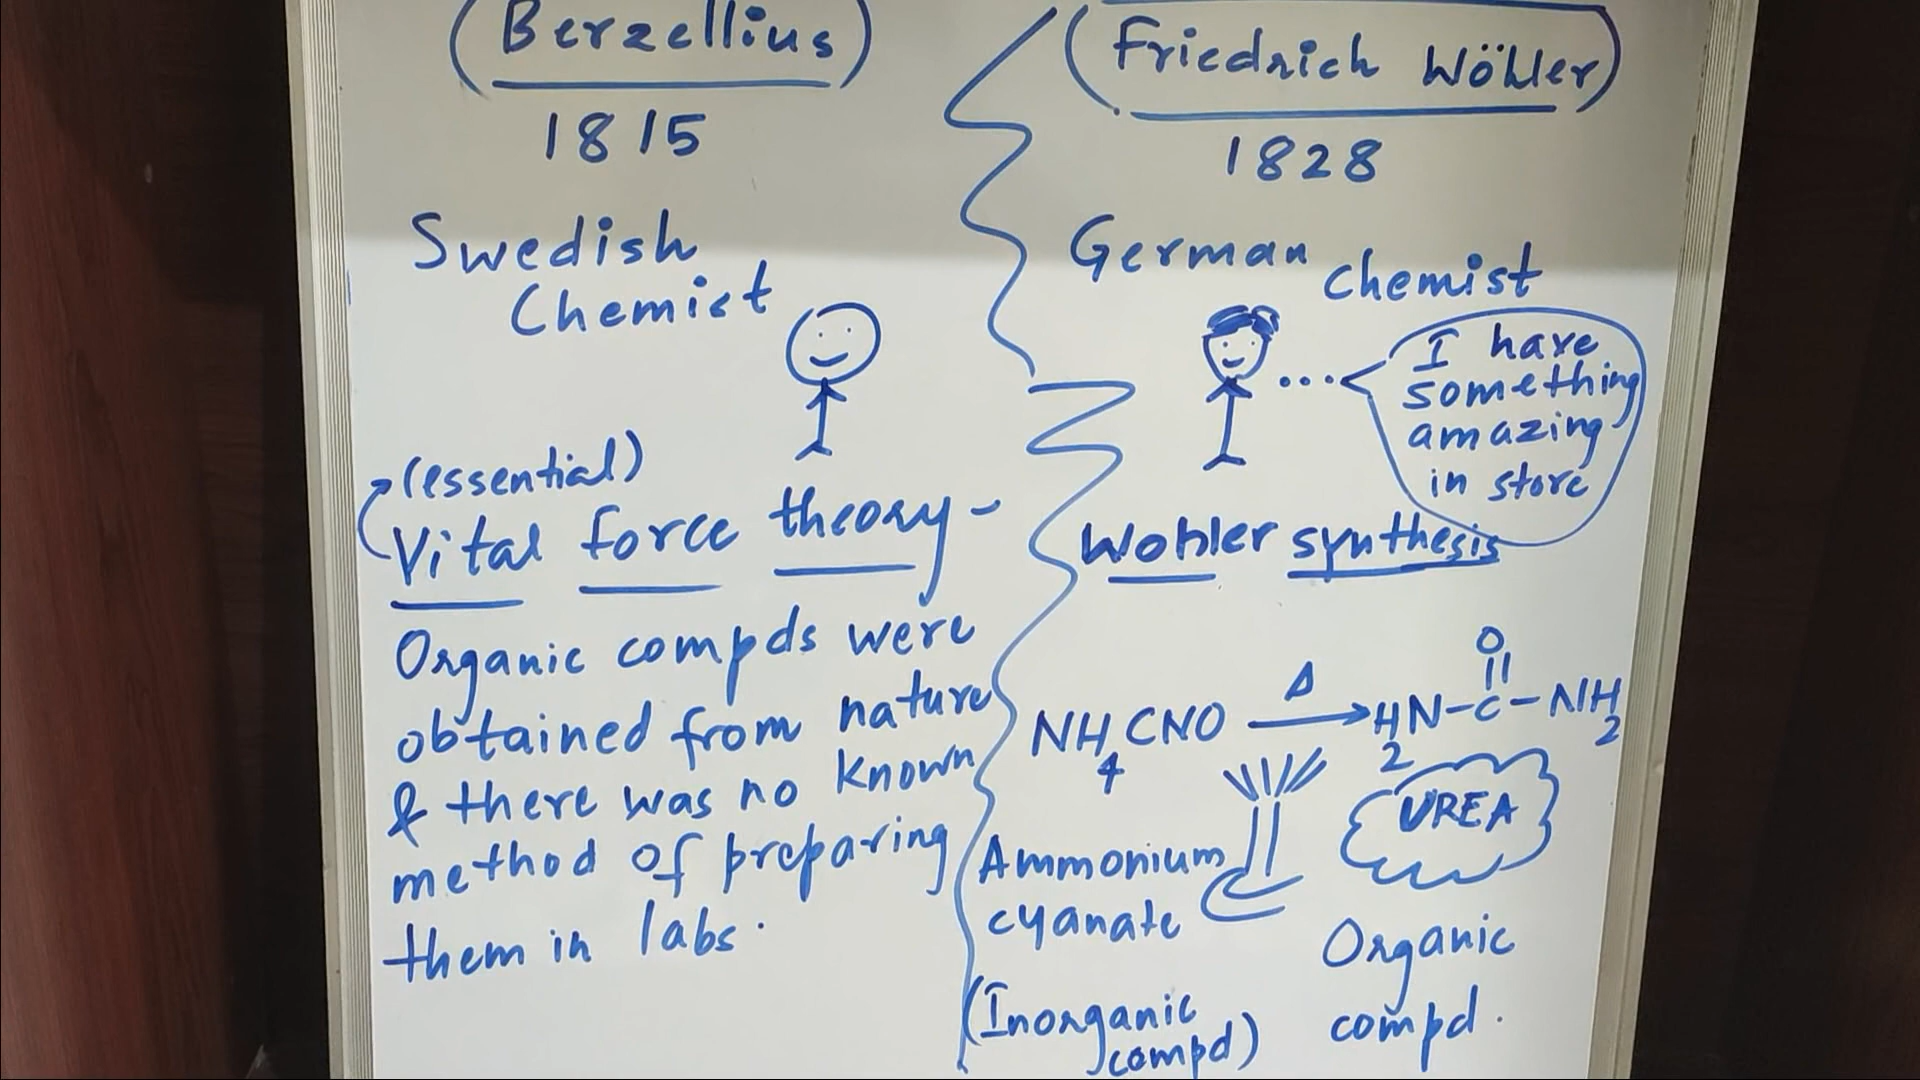 (Berzellius)
1815
Swedish
Chemist
(essential)
Vital force theory-
Organic compds were
obtained from nature
& there was no known
method of preparing
them in labs.
(Friedrich Wöhler)
1828
German chemist
I have
something
amazing
in store
Wohler synthesis
O
||
NH4CNO Δ → H2N-C-NH2
UREA
Ammonium
cyanate
(Inorganic
compd)
Organic
compd.